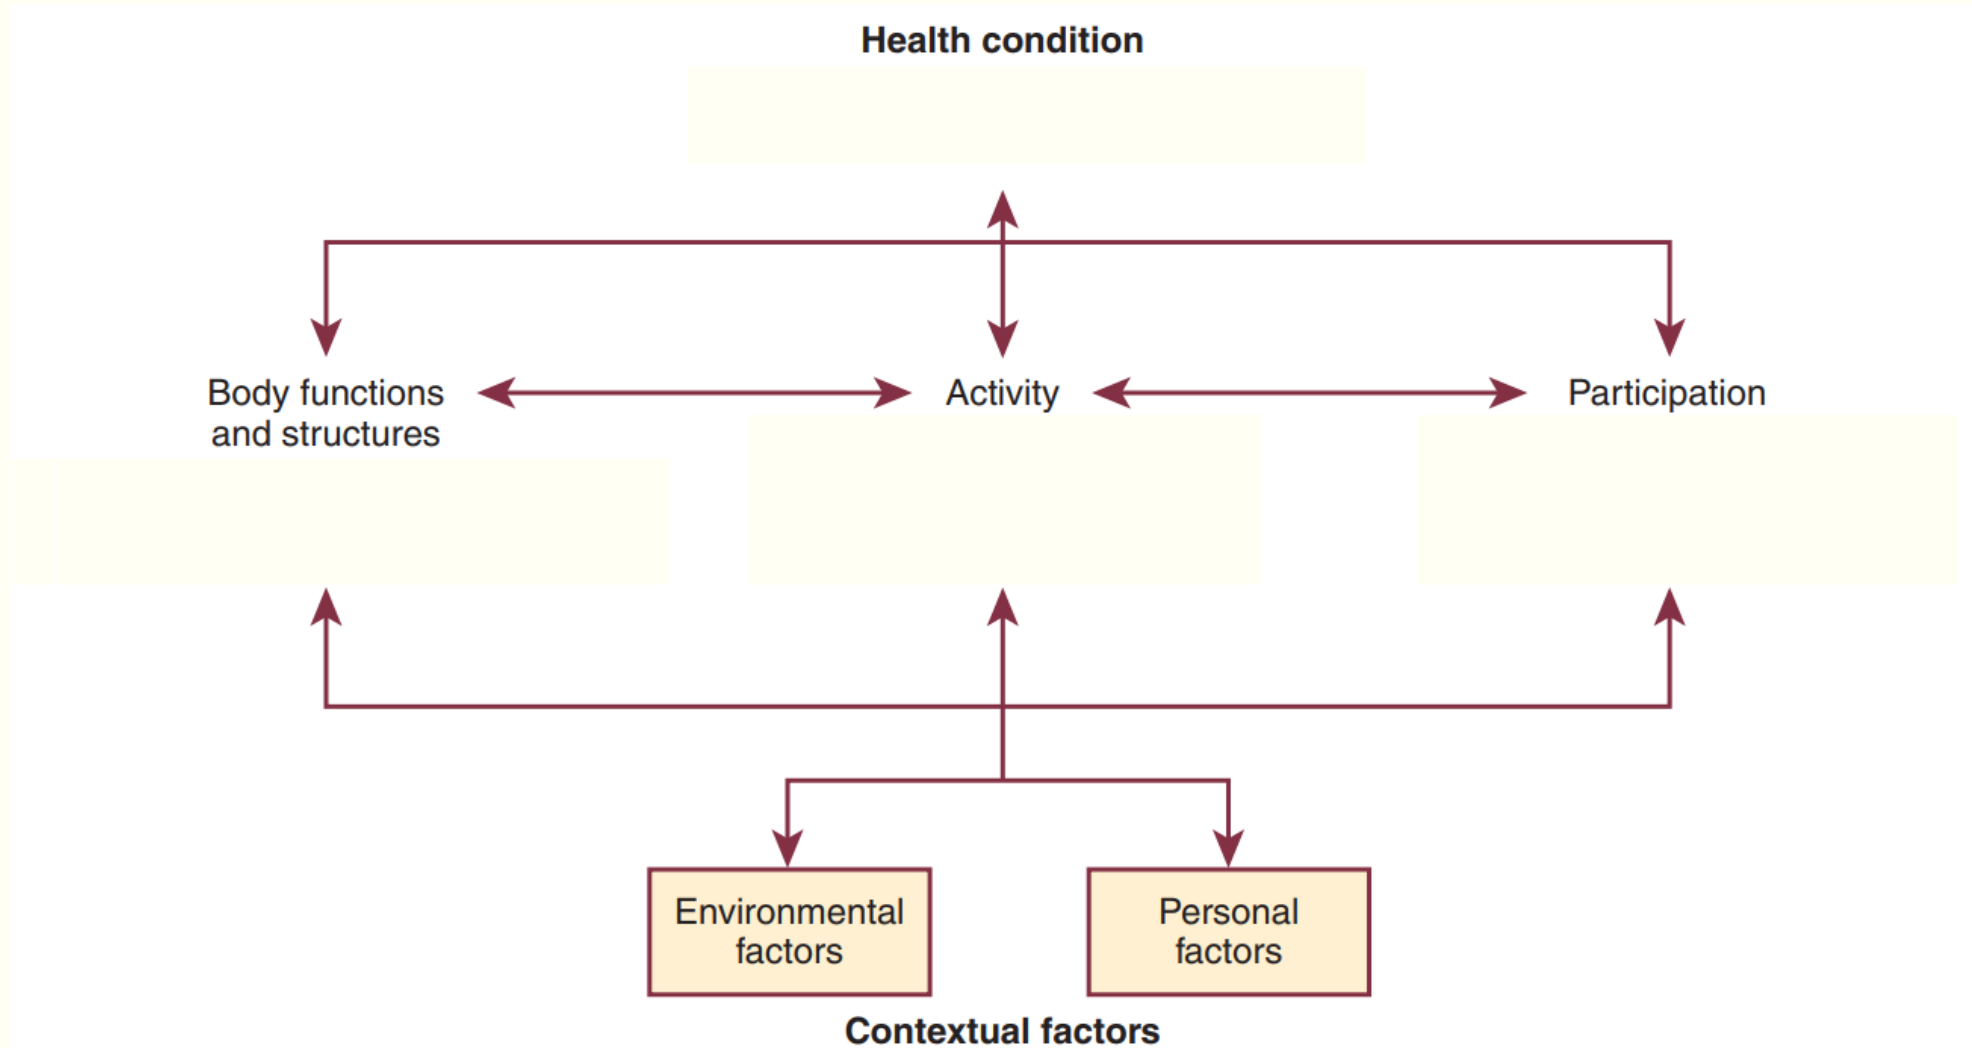 Health condition
Body functions
and structures
Activity
Participation
Environmental
factors
Personal
factors
Contextual factors